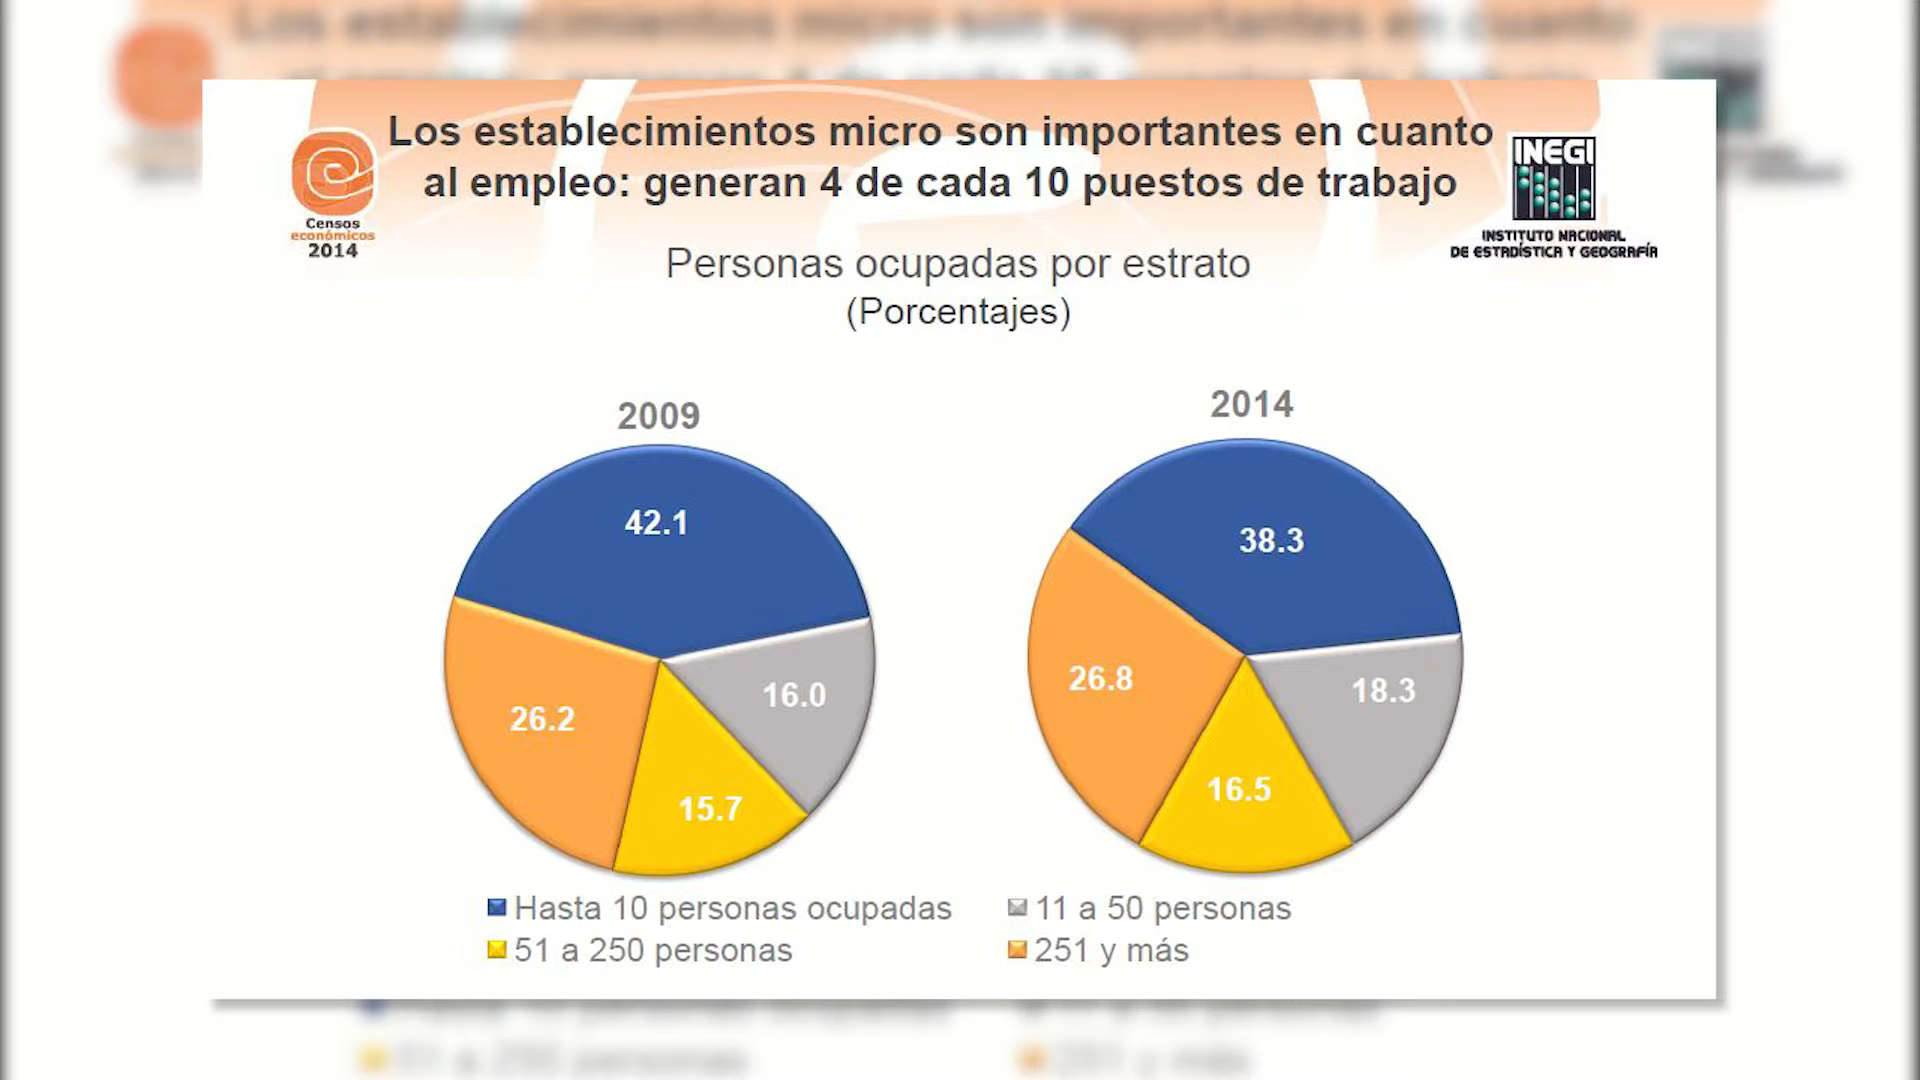 Los establecimientos micro son importantes en cuanto
al empleo: generan 4 de cada 10 puestos de trabajo
Censos
económicos
2014
INEGI
INSTITUTO NACIONAL
DE ESTADÍSTICA Y GEOGRAFÍA
Personas ocupadas por estrato
(Porcentajes)
2009
42.1
16.0
15.7
26.2
2014
38.3
18.3
16.5
26.8
Hasta 10 personas ocupadas
11 a 50 personas
51 a 250 personas
251 y más